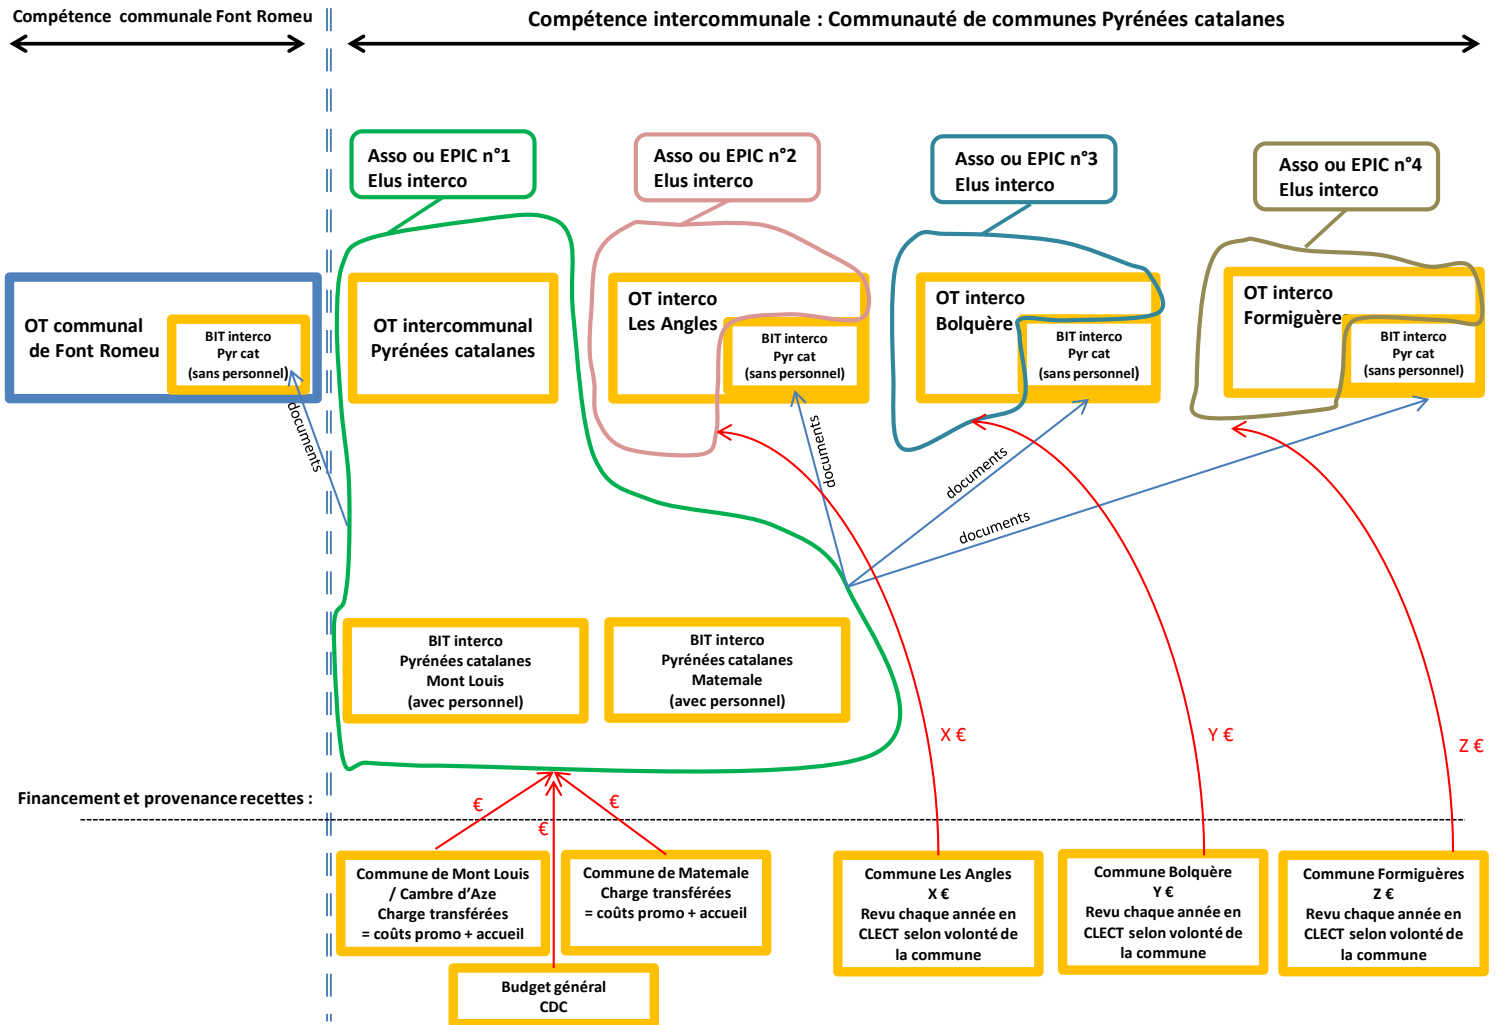 Compétence communale Font Romeu
Compétence intercommunale : Communauté de communes Pyrénées catalanes
Asso ou EPIC n°1
Elus interco
Asso ou EPIC n°2
Elus interco
Asso ou EPIC n°3
Elus interco
Asso ou EPIC n°4
Elus interco
OT communal
de Font Romeu
BIT interco
Pyr cat
(sans personnel)
OT intercommunal
Pyrénées catalanes
OT interco
Les Angles
BIT interco
Pyr cat
(sans personnel)
OT interco
Bolquère
BIT interco
Pyr cat
(sans personnel)
OT interco
Formiguère
BIT interco
Pyr cat
(sans personnel)
documents
documents
documents
documents
BIT interco
Pyrénées catalanes
Mont Louis
(avec personnel)
BIT interco
Pyrénées catalanes
Matemale
(avec personnel)
X €
Y €
Z €
Financement et provenance recettes :
€
€
€
Commune de Mont Louis
/ Cambre d’Aze
Charge transférées
= coûts promo + accueil
Commune de Matemale
Charge transférées
= coûts promo + accueil
Budget général
CDC
Commune Les Angles
X €
Revu chaque année en
CLECT selon volonté de
la commune
Commune Bolquère
Y €
Revu chaque année en
CLECT selon volonté de
la commune
Commune Formiguères
Z €
Revu chaque année en
CLECT selon volonté de
la commune